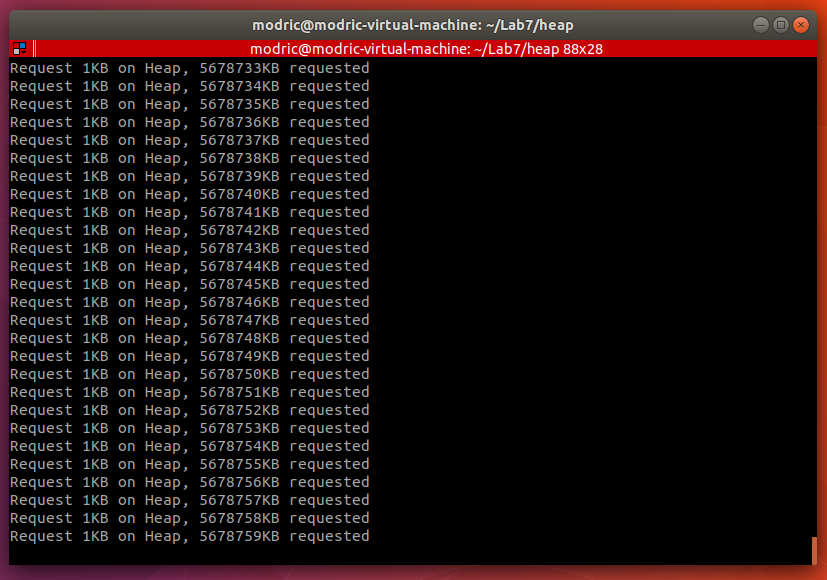 modric@modric-virtual-machine: ~/Lab7/heap
modric@modric-virtual-machine: ~/Lab7/heap 88x28
Request 1KB on Heap, 5678733KB requested
Request 1KB on Heap, 5678734KB requested
Request 1KB on Heap, 5678735KB requested
Request 1KB on Heap, 5678736KB requested
Request 1KB on Heap, 5678737KB requested
Request 1KB on Heap, 5678738KB requested
Request 1KB on Heap, 5678739KB requested
Request 1KB on Heap, 5678740KB requested
Request 1KB on Heap, 5678741KB requested
Request 1KB on Heap, 5678742KB requested
Request 1KB on Heap, 5678743KB requested
Request 1KB on Heap, 5678744KB requested
Request 1KB on Heap, 5678745KB requested
Request 1KB on Heap, 5678746KB requested
Request 1KB on Heap, 5678747KB requested
Request 1KB on Heap, 5678748KB requested
Request 1KB on Heap, 5678749KB requested
Request 1KB on Heap, 5678750KB requested
Request 1KB on Heap, 5678751KB requested
Request 1KB on Heap, 5678752KB requested
Request 1KB on Heap, 5678753KB requested
Request 1KB on Heap, 5678754KB requested
Request 1KB on Heap, 5678755KB requested
Request 1KB on Heap, 5678756KB requested
Request 1KB on Heap, 5678757KB requested
Request 1KB on Heap, 5678758KB requested
Request 1KB on Heap, 5678759KB requested